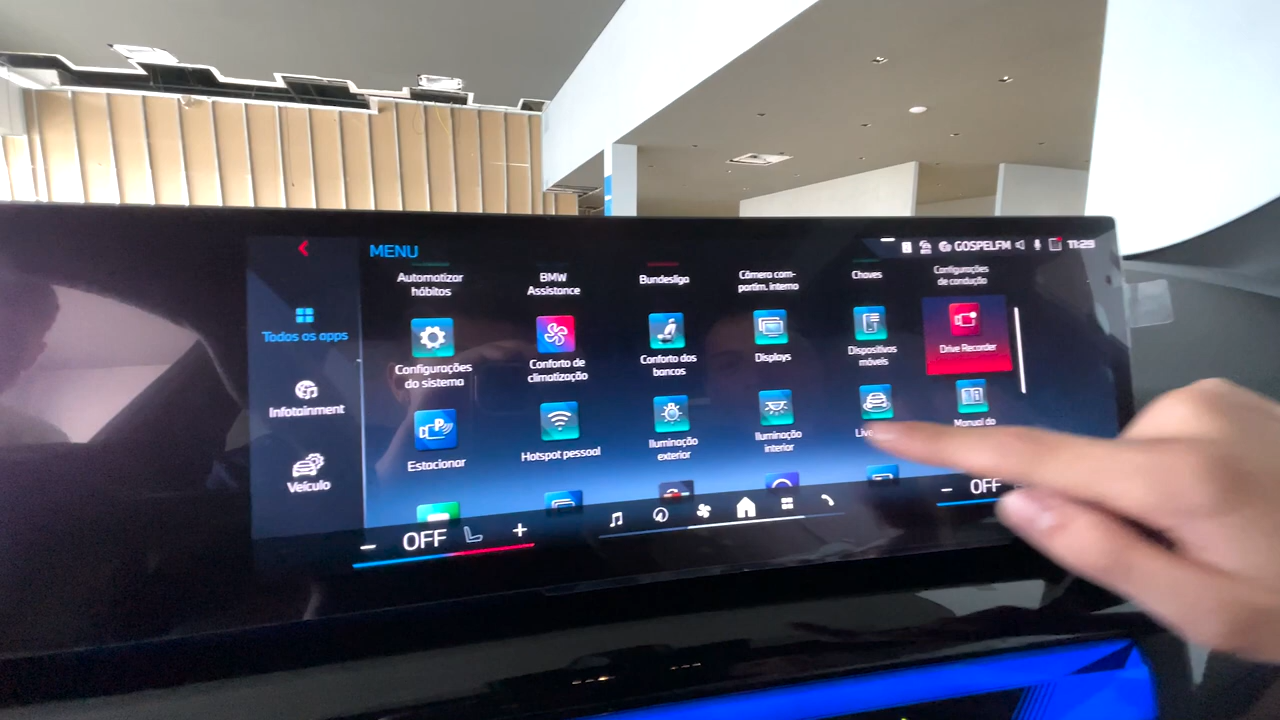 MENU
GOSPELFM
11:29
Todos os apps
Infotainment
Veículo
Automatizar
hábitos
BMW
Assistance
Bundesliga
Câmera com-
partim. interno
Chaves
Configurações
de condução
Configurações
do sistema
Conforto de
climatização
Conforto dos
bancos
Displays
Dispositivos
móveis
Drive Recorder
Estacionar
Hotspot pessoal
Iluminação
exterior
Iluminação
interior
Manual do
− OFF +
− OFF